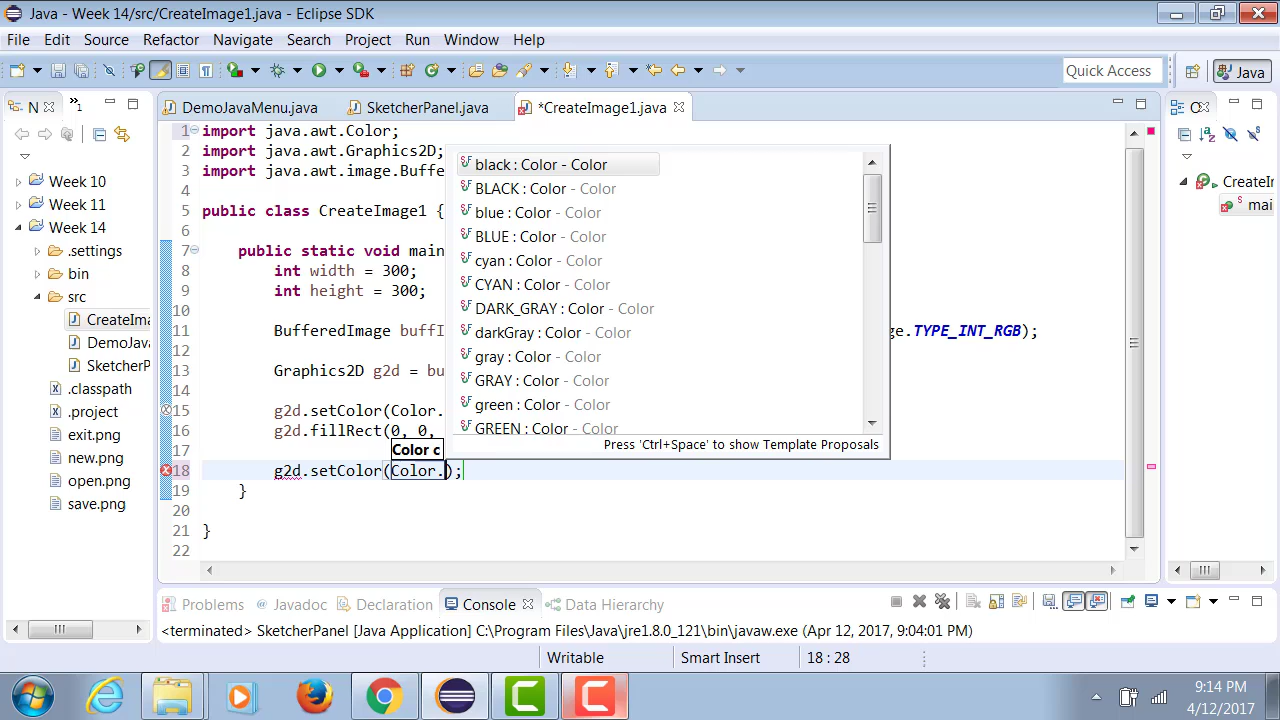 Java - Week 14/src/CreateImage1.java - Eclipse SDK
File Edit Source Refactor Navigate Search Project Run Window Help
Quick Access
Java
N
1
DemoJavaMenu.java
SketcherPanel.java
*CreateImage1.java
Week 10
Week 11
Week 14
.settings
bin
src
CreateIma
DemoJava
SketcherP
.classpath
.project
exit.png
new.png
open.png
save.png
1 import java.awt.Color;
2 import java.awt.Graphics2D;
3 import java.awt.image.Buffe
4
5 public class CreateImage1 {
6
7 public static void main
8 int width = 300;
9 int height = 300;
10
11 BufferedImage buffI ge.TYPE_INT_RGB);
12
13 Graphics2D g2d = bu
14
15 g2d.setColor(Color.
16 g2d.fillRect(0, 0,
17
Color c
18 g2d.setColor(Color.);
19 }
20
21 }
22
black : Color - Color
BLACK : Color - Color
blue : Color - Color
BLUE : Color - Color
cyan : Color - Color
CYAN : Color - Color
DARK_GRAY : Color - Color
darkGray : Color - Color
gray : Color - Color
GRAY : Color - Color
green : Color - Color
GREEN : Color - Color
Press 'Ctrl+Space' to show Template Proposals
CreateIn
mai
Problems @ Javadoc Declaration Console Data Hierarchy
<terminated> SketcherPanel [Java Application] C:\Program Files\Java\jre1.8.0_121\bin\javaw.exe (Apr 12, 2017, 9:04:01 PM)
Writable Smart Insert 18 : 28
9:14 PM
4/12/2017